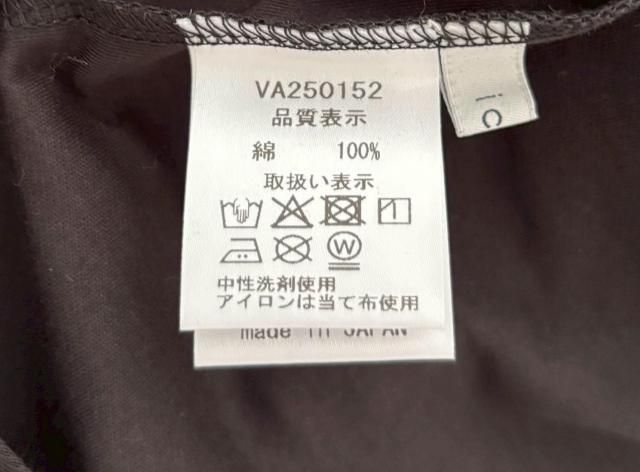 VA250152
品質表示
綿 100%
取扱い表示
W
中性洗剤使用
アイロンは当て布使用
made in JAPAN
iC